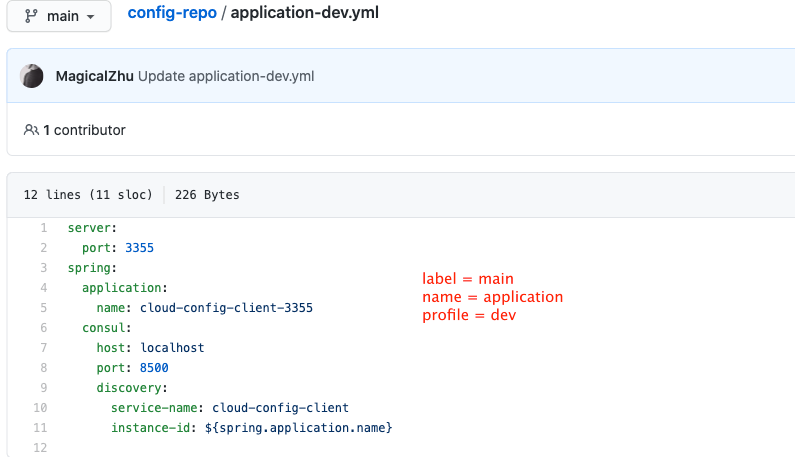 main
config-repo / application-dev.yml
MagicalZhu Update application-dev.yml
1 contributor
12 lines (11 sloc) 226 Bytes
1 server:
2   port: 3355
3 spring:
4   application:
5     name: cloud-config-client-3355
6   consul:
7     host: localhost
8     port: 8500
9     discovery:
10       service-name: cloud-config-client
11       instance-id: ${spring.application.name}
12
label = main
name = application
profile = dev